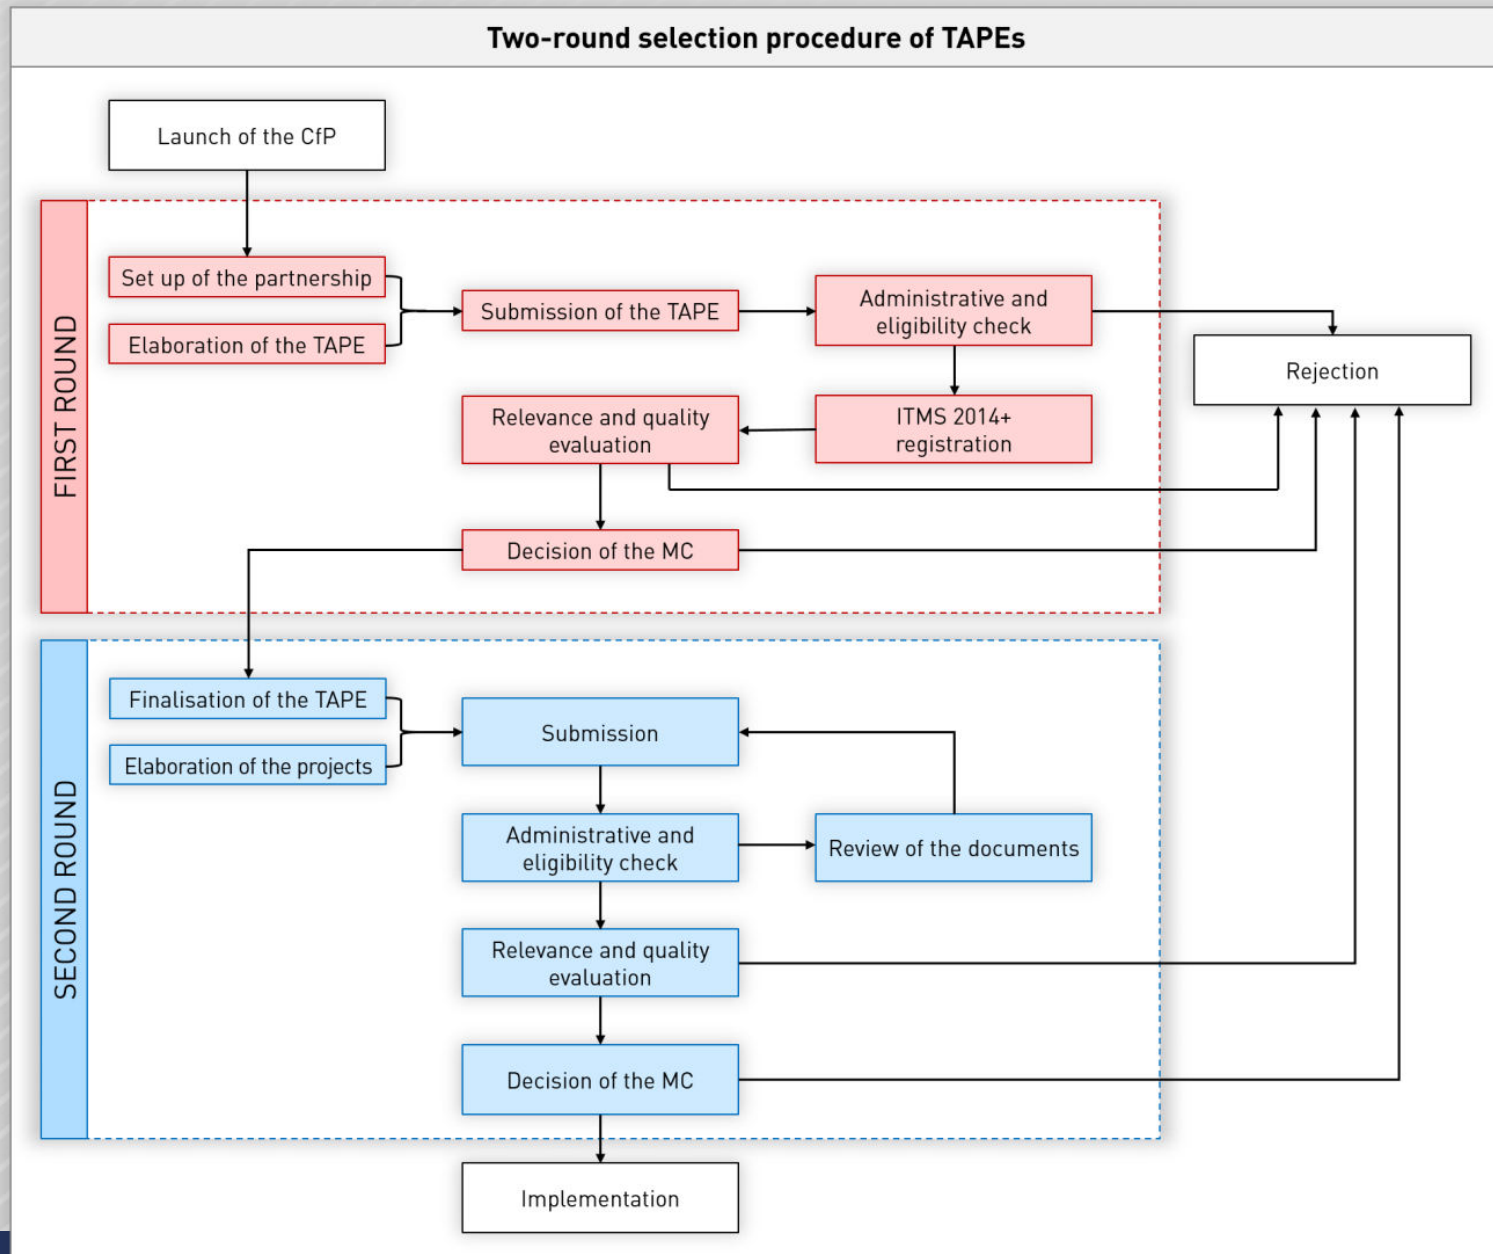 Two-round selection procedure of TAPEs
Launch of the CfP
FIRST ROUND
Set up of the partnership
Elaboration of the TAPE
Submission of the TAPE
Administrative and
eligibility check
Rejection
Relevance and quality
evaluation
ITMS 2014+
registration
Decision of the MC
SECOND ROUND
Finalisation of the TAPE
Elaboration of the projects
Submission
Administrative and
eligibility check
Review of the documents
Relevance and quality
evaluation
Decision of the MC
Implementation